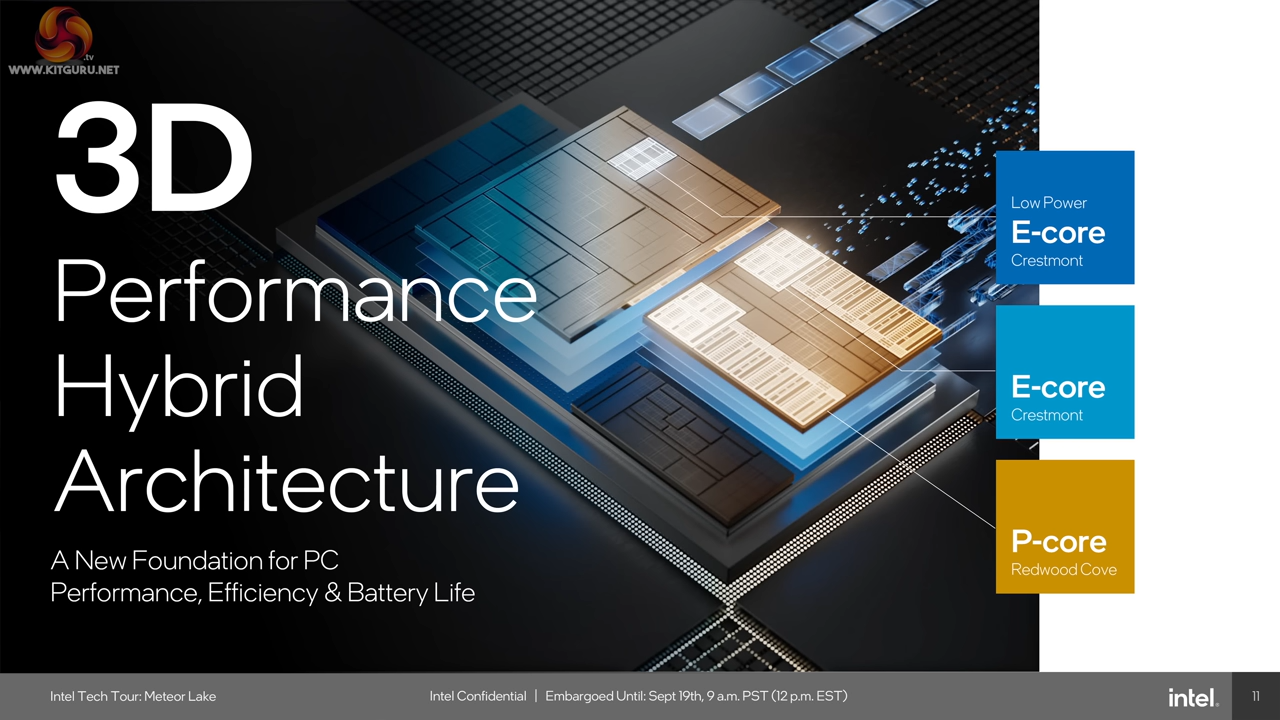 .tv
WWW.KITGURU.NET
3D
Performance
Hybrid
Architecture
A New Foundation for PC
Performance, Efficiency & Battery Life
Low Power
E-core
Crestmont
E-core
Crestmont
P-core
Redwood Cove
Intel Tech Tour: Meteor Lake
Intel Confidential | Embargoed Until: Sept 19th, 9 a.m. PST (12 p.m. EST)
intel.
11